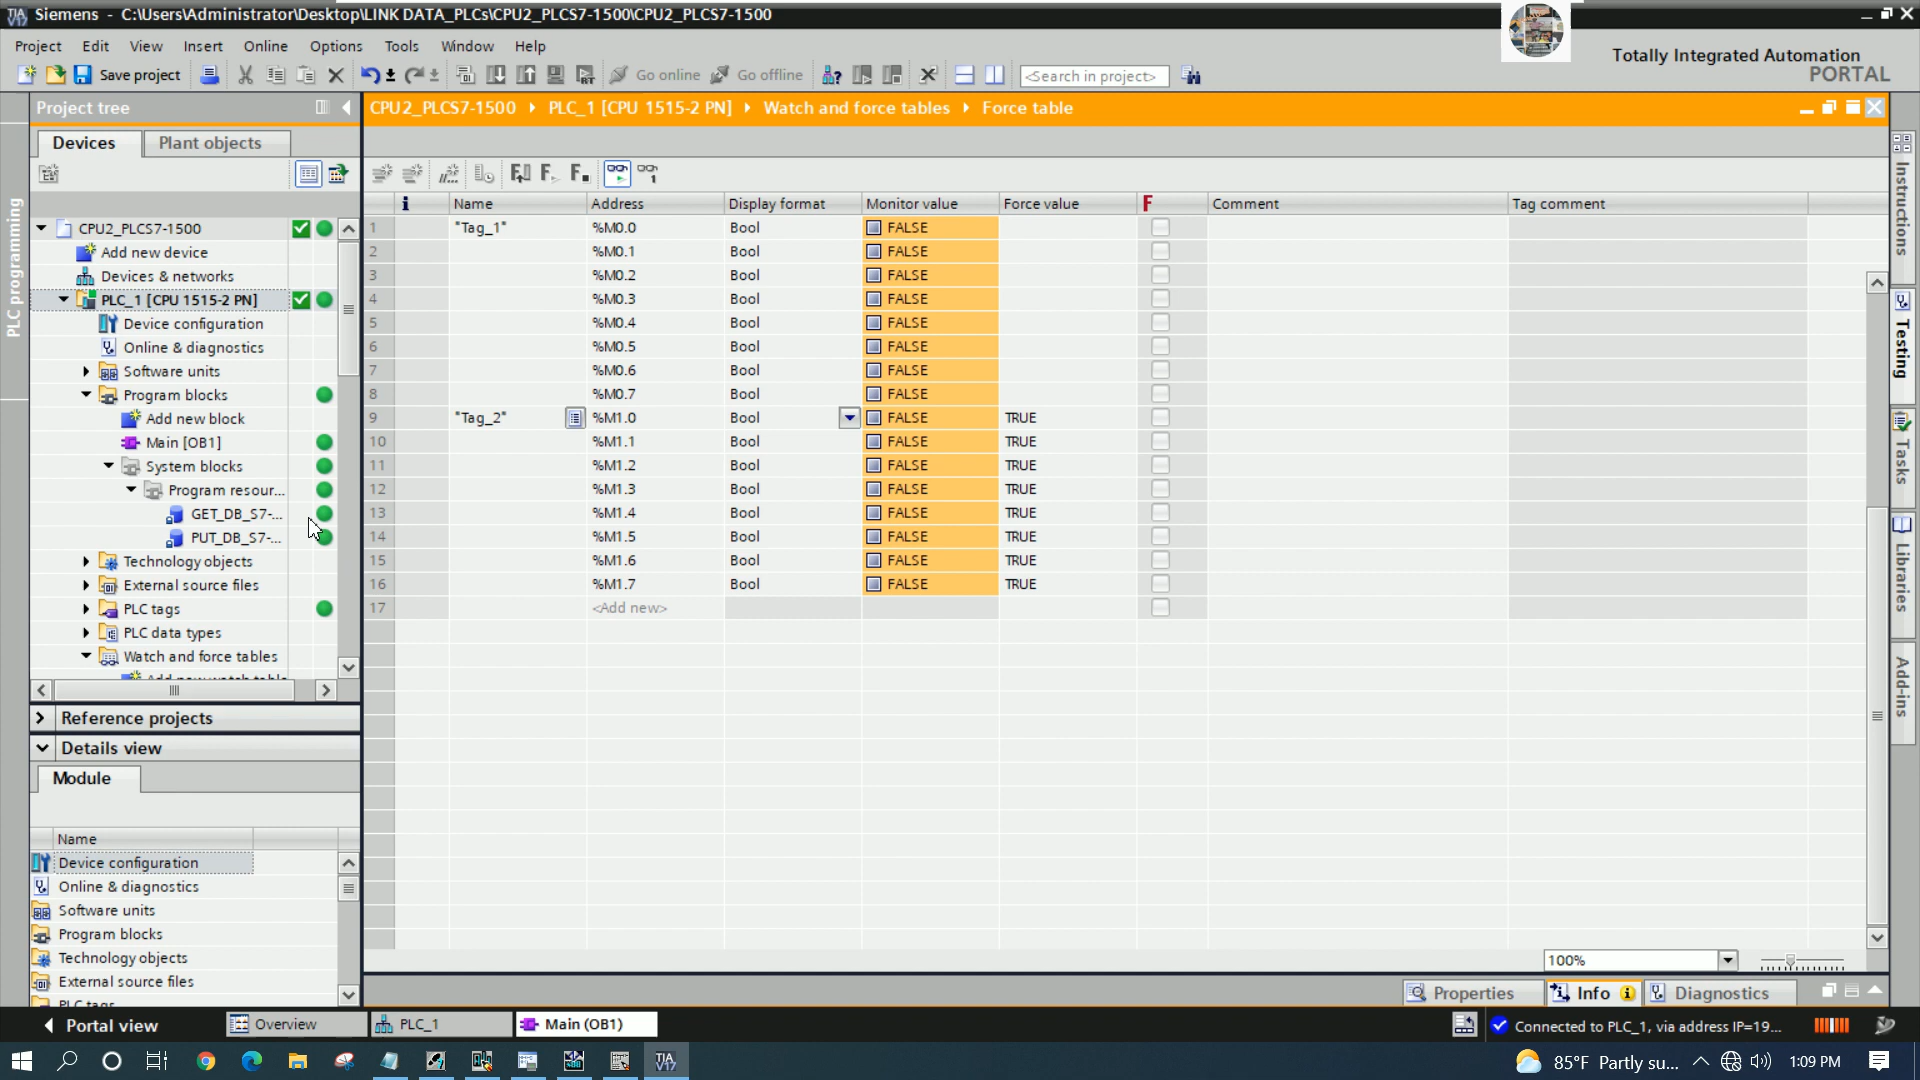 Siemens - C:\Users\Administrator\Desktop\LINK DATA_PLCs\CPU2_PLCS7-1500\CPU2_PLCS7-1500
Project Edit View Insert Online Options Tools Window Help
Totally Integrated Automation
PORTAL
Save project Go online Go offline <Search in project>
Project tree
CPU2_PLCS7-1500 PLC_1 [CPU 1515-2 PN] Watch and force tables Force table
Devices Plant objects
i Name Address Display format Monitor value Force value F Comment Tag comment
1 "Tag_1" %M0.0 Bool FALSE
2 %M0.1 Bool FALSE
3 %M0.2 Bool FALSE
4 %M0.3 Bool FALSE
5 %M0.4 Bool FALSE
6 %M0.5 Bool FALSE
7 %M0.6 Bool FALSE
8 %M0.7 Bool FALSE
9 "Tag_2" %M1.0 Bool FALSE TRUE
10 %M1.1 Bool FALSE TRUE
11 %M1.2 Bool FALSE TRUE
12 %M1.3 Bool FALSE TRUE
13 %M1.4 Bool FALSE TRUE
14 %M1.5 Bool FALSE TRUE
15 %M1.6 Bool FALSE TRUE
16 %M1.7 Bool FALSE TRUE
17 <Add new>
PLC programming
CPU2_PLCS7-1500
Add new device
Devices & networks
PLC_1 [CPU 1515-2 PN]
Device configuration
Online & diagnostics
Software units
Program blocks
Add new block
Main [OB1]
System blocks
Program resour...
GET_DB_S7-...
PUT_DB_S7-...
Technology objects
External source files
PLC tags
PLC data types
Watch and force tables
Add new watch table
Reference projects
Details view
Module
Name
Device configuration
Online & diagnostics
Software units
Program blocks
Technology objects
External source files
PLC tags
Instructions
Testing
Tasks
Libraries
Add-ins
100%
Properties Info Diagnostics
Portal view Overview PLC_1 Main (OB1) Connected to PLC_1, via address IP=19...
TIA V17 85°F Partly su... 1:09 PM